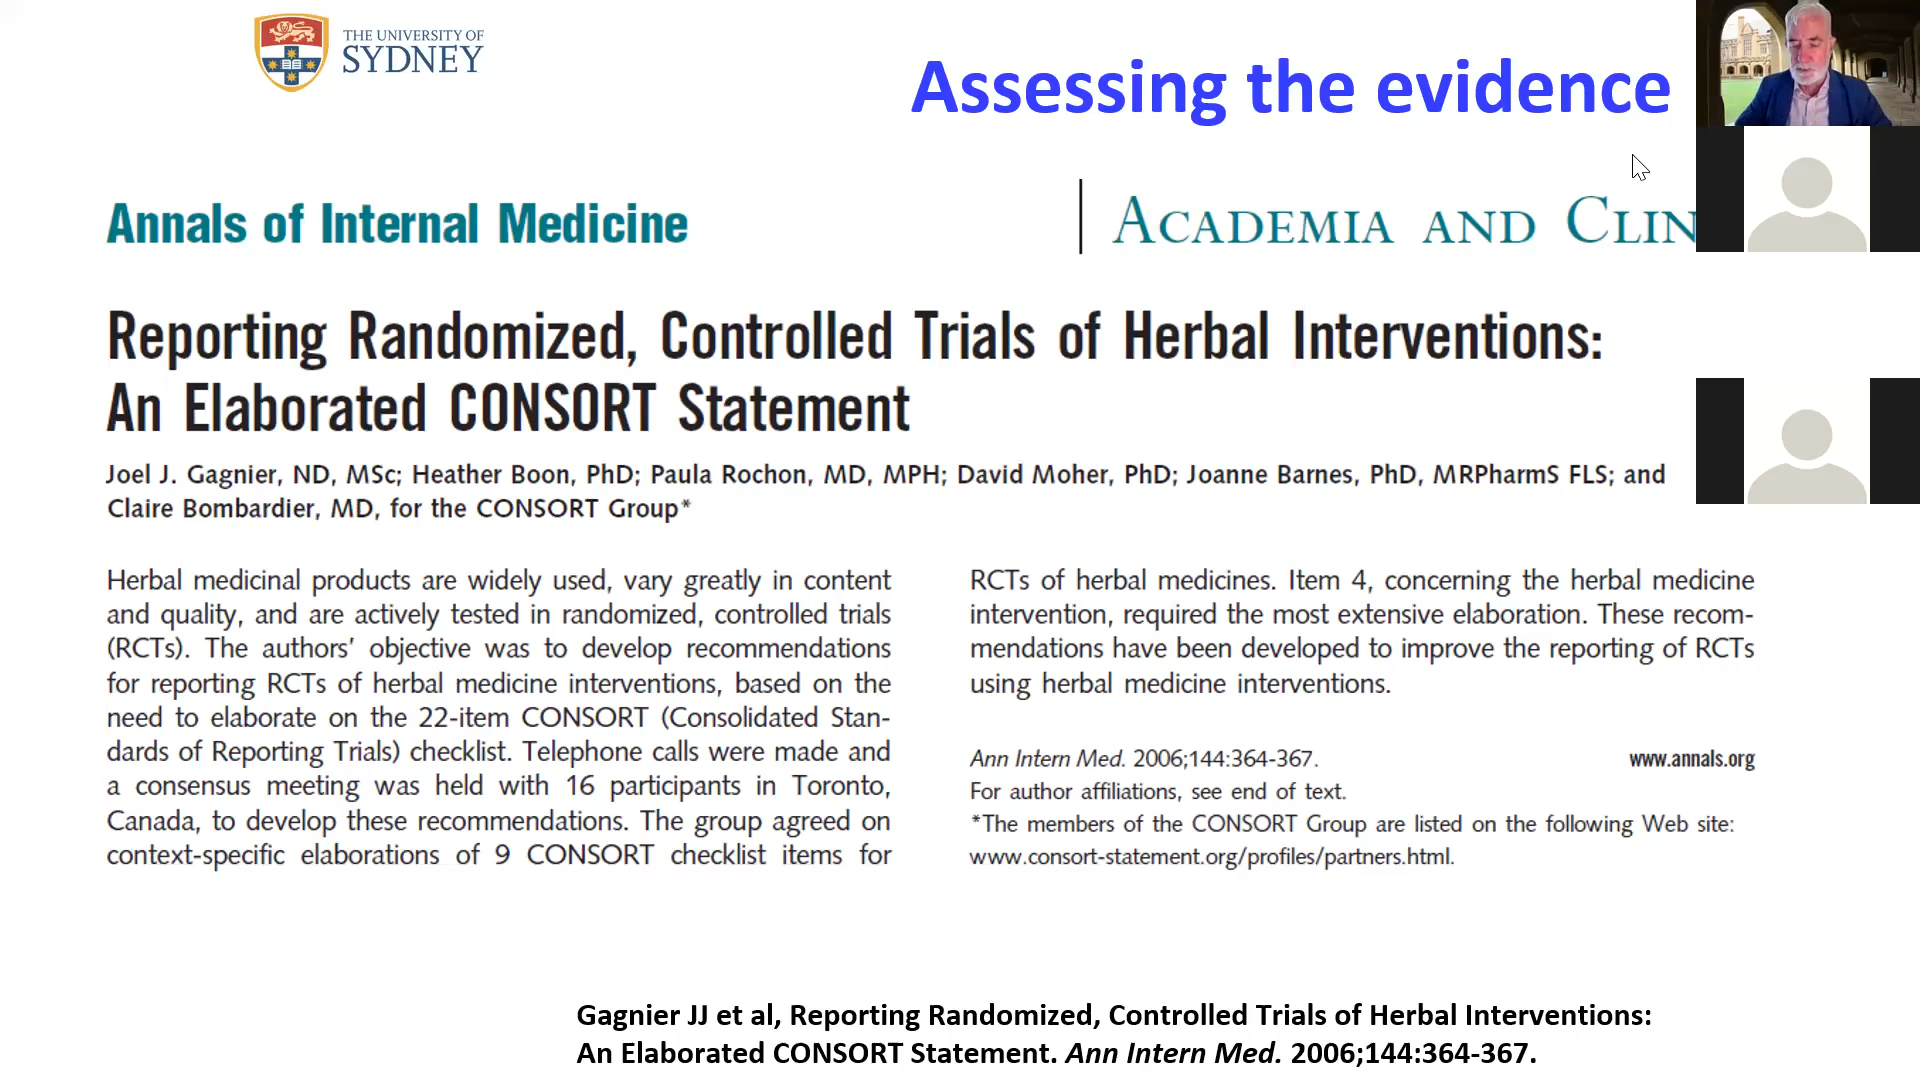 THE UNIVERSITY OF
SYDNEY
Assessing the evidence
Annals of Internal Medicine
ACADEMIA AND CLIN
Reporting Randomized, Controlled Trials of Herbal Interventions:
An Elaborated CONSORT Statement
Joel J. Gagnier, ND, MSc; Heather Boon, PhD; Paula Rochon, MD, MPH; David Moher, PhD; Joanne Barnes, PhD, MRPharmS FLS; and
Claire Bombardier, MD, for the CONSORT Group*
Herbal medicinal products are widely used, vary greatly in content
and quality, and are actively tested in randomized, controlled trials
(RCTs). The authors' objective was to develop recommendations
for reporting RCTs of herbal medicine interventions, based on the
need to elaborate on the 22-item CONSORT (Consolidated Stan-
dards of Reporting Trials) checklist. Telephone calls were made and
a consensus meeting was held with 16 participants in Toronto,
Canada, to develop these recommendations. The group agreed on
context-specific elaborations of 9 CONSORT checklist items for
RCTs of herbal medicines. Item 4, concerning the herbal medicine
intervention, required the most extensive elaboration. These recom-
mendations have been developed to improve the reporting of RCTs
using herbal medicine interventions.
Ann Intern Med. 2006;144:364-367.
www.annals.org
For author affiliations, see end of text.
*The members of the CONSORT Group are listed on the following Web site:
www.consort-statement.org/profiles/partners.html.
Gagnier JJ et al, Reporting Randomized, Controlled Trials of Herbal Interventions:
An Elaborated CONSORT Statement. Ann Intern Med. 2006;144:364-367.